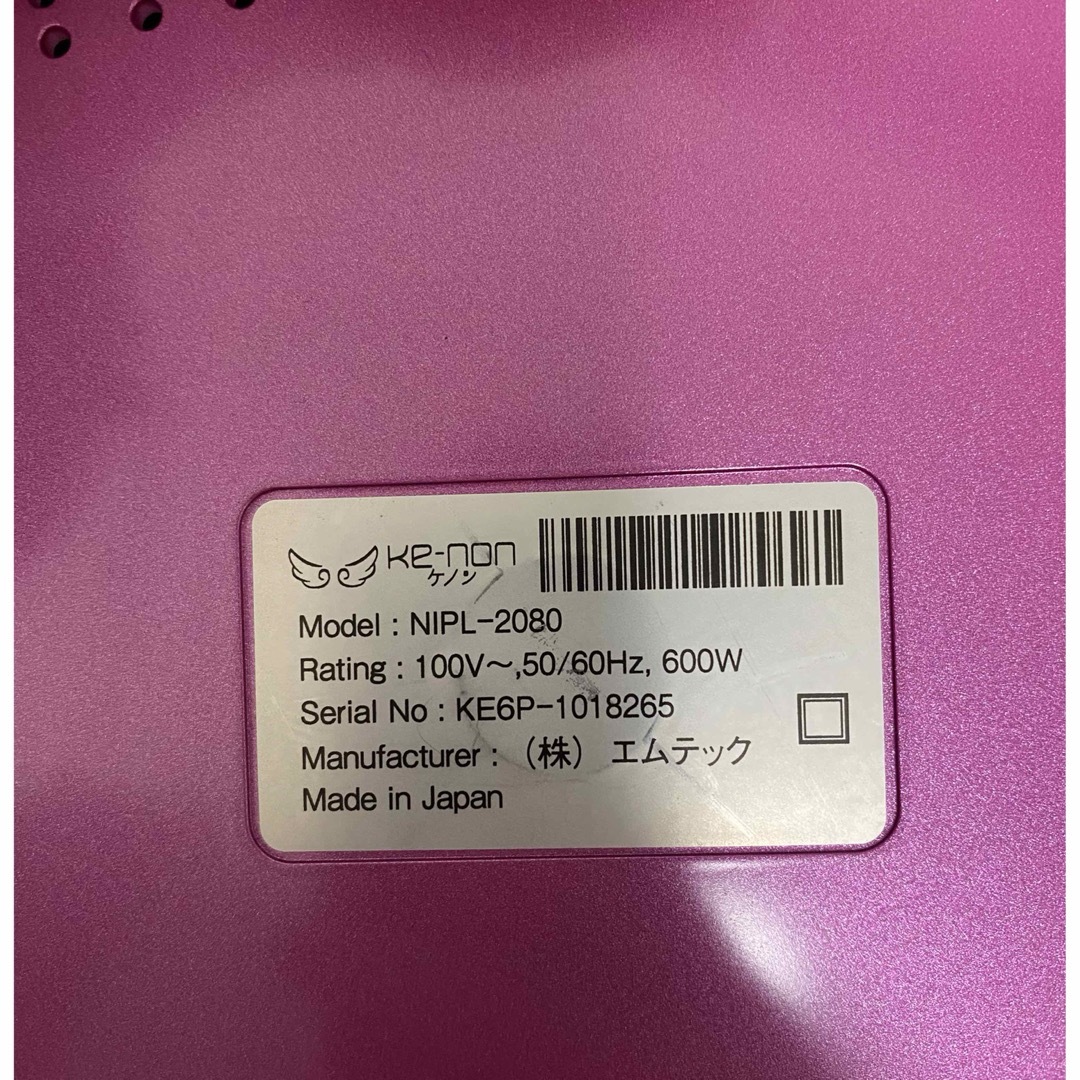 Ke-non
ケノン
Model : NIPL-2080
Rating : 100V～,50/60Hz, 600W
Serial No : KE6P-1018265
Manufacturer : （株） エムテック
Made in Japan